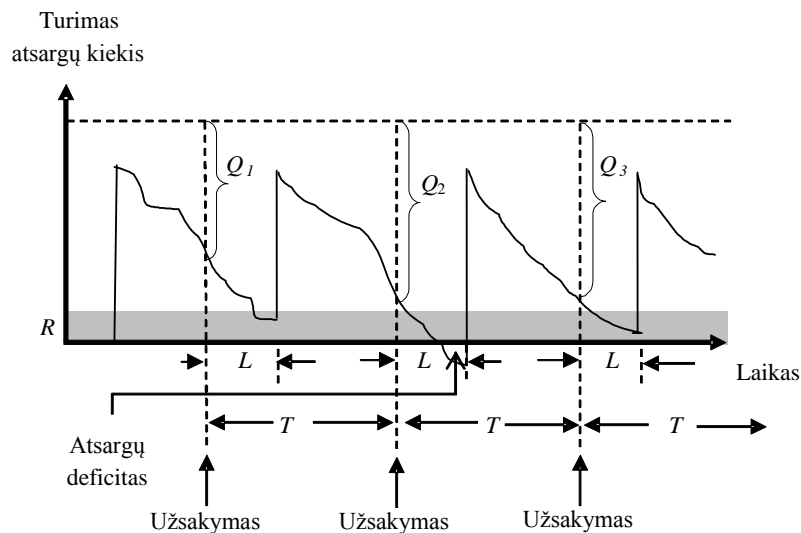 Turimas
atsargų kiekis
Q1
Q2
Q3
R
L
L
L
Laikas
T
T
T
Atsargų
deficitas
Užsakymas
Užsakymas
Užsakymas